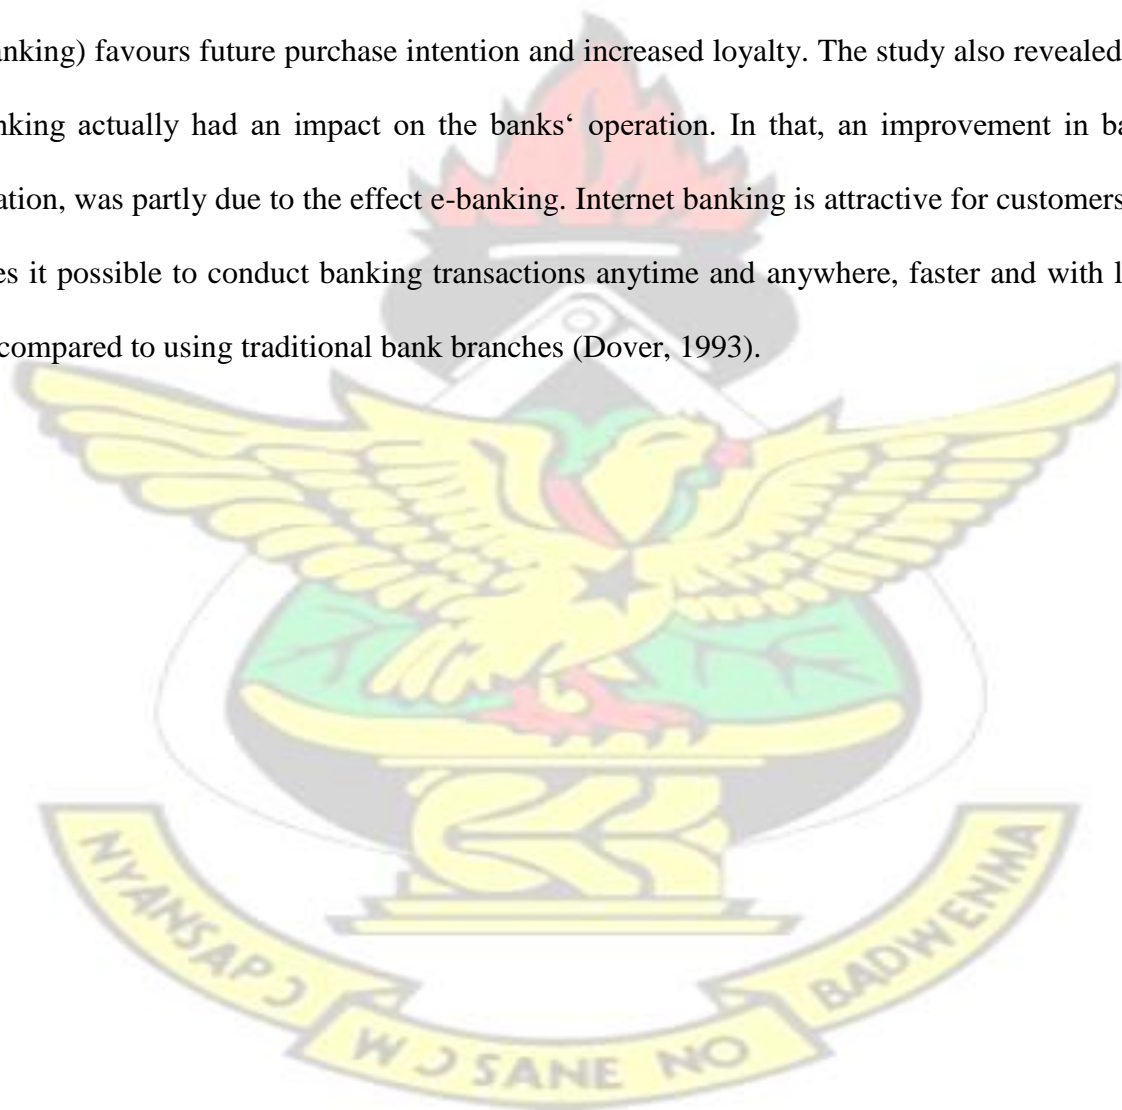 anking) favours future purchase intention and increased loyalty. The study also revealed
nking actually had an impact on the banks‘ operation. In that, an improvement in ba
ation, was partly due to the effect e-banking. Internet banking is attractive for customers
es it possible to conduct banking transactions anytime and anywhere, faster and with l
compared to using traditional bank branches (Dover, 1993).
NYANSAPƆ
WƆ SANE NO
BADWENMA